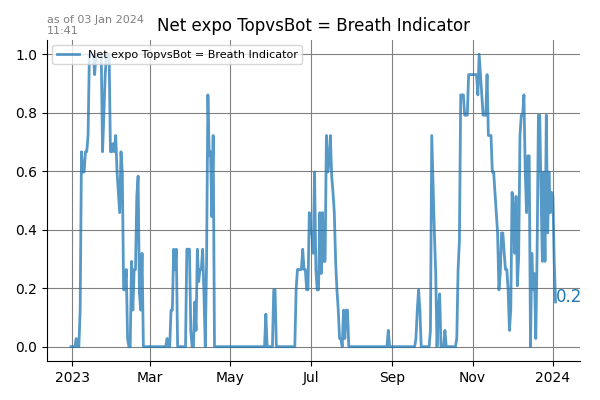 as of 03 Jan 2024
11:41
Net expo TopvsBot = Breath Indicator
Net expo TopvsBot = Breath Indicator
1.0
0.8
0.6
0.4
0.2
0.0
0.2
2023 Mar May Jul Sep Nov 2024